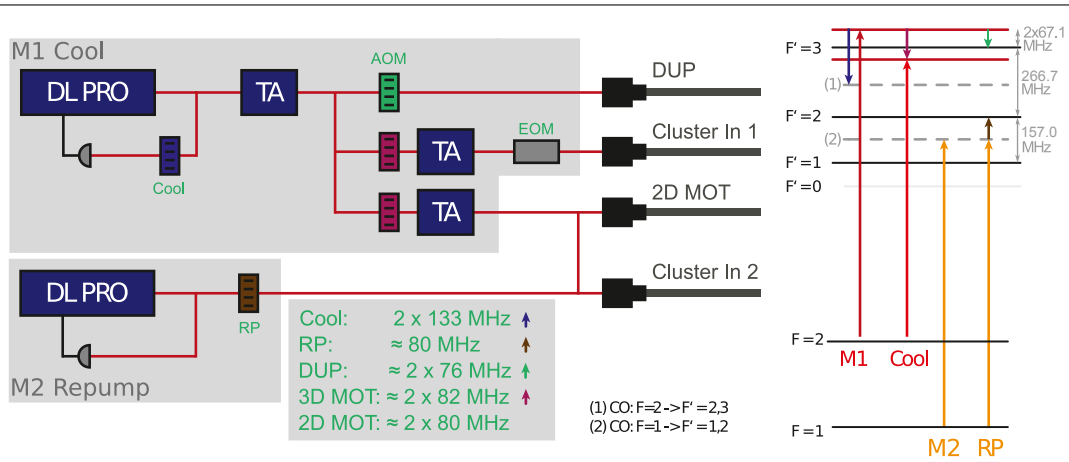 M1 Cool
DL PRO
TA
AOM
Cool
TA
EOM
TA
DUP
Cluster In 1
2D MOT
Cluster In 2
DL PRO
RP
M2 Repump
Cool: 2 x 133 MHz
RP: ≈ 80 MHz
DUP: ≈ 2 x 76 MHz
3D MOT: ≈ 2 x 82 MHz
2D MOT: ≈ 2 x 80 MHz
(1) CO: F=2 -> F' = 2,3
(2) CO: F=1 -> F' = 1,2
F'=3
2x67.1
MHz
(1)
266.7
MHz
F'=2
(2)
157.0
MHz
F'=1
F'=0
F=2
M1
Cool
F=1
M2
RP